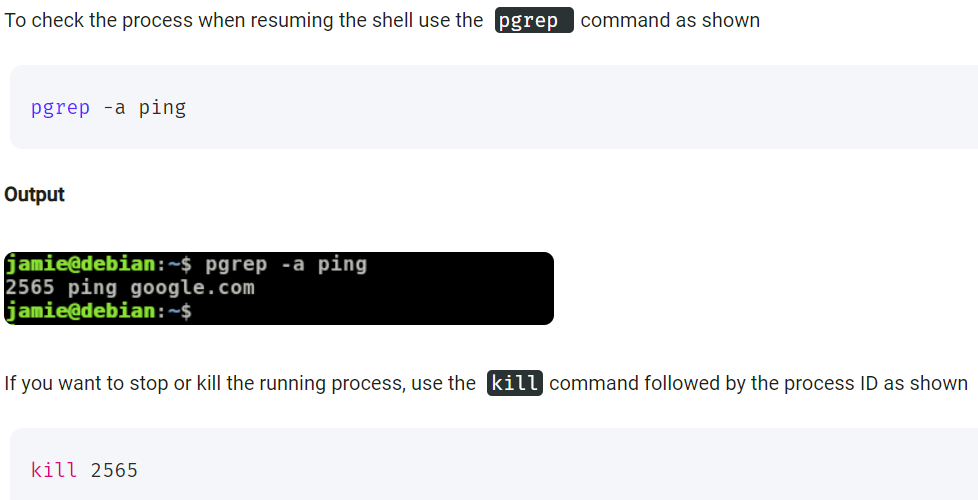 To check the process when resuming the shell use the pgrep command as shown
pgrep -a ping
Output
jamie@debian:~$ pgrep -a ping
2565 ping google.com
jamie@debian:~$
If you want to stop or kill the running process, use the kill command followed by the process ID as shown
kill 2565